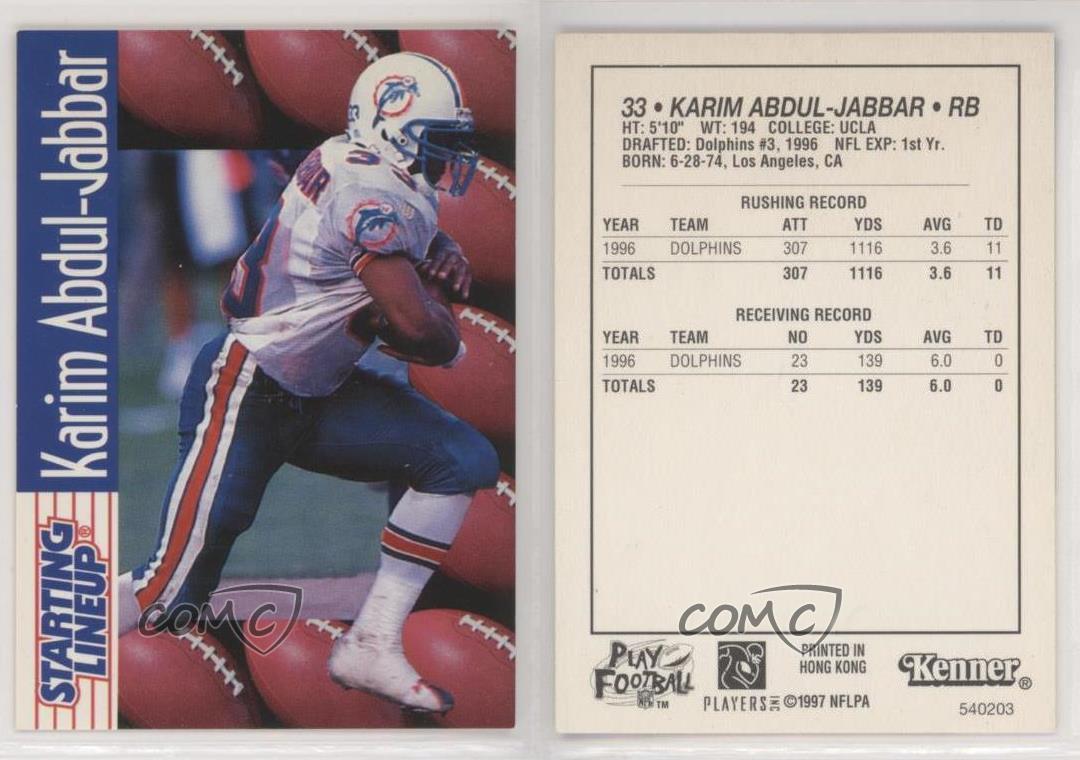 Karim Abdul-Jabbar
STARTING
LINEUP®
COMC
33 • KARIM ABDUL-JABBAR • RB
HT: 5'10" WT: 194 COLLEGE: UCLA
DRAFTED: Dolphins #3, 1996 NFL EXP: 1st Yr.
BORN: 6-28-74, Los Angeles, CA
RUSHING RECORD
YEAR TEAM ATT YDS AVG TD
1996 DOLPHINS 307 1116 3.6 11
TOTALS 307 1116 3.6 11
RECEIVING RECORD
YEAR TEAM NO YDS AVG TD
1996 DOLPHINS 23 139 6.0 0
TOTALS 23 139 6.0 0
COMC
PLAY
FOOTBALL
NFL TM
PLAYERS INC
PRINTED IN
HONG KONG
©1997 NFLPA
Kenner®
540203